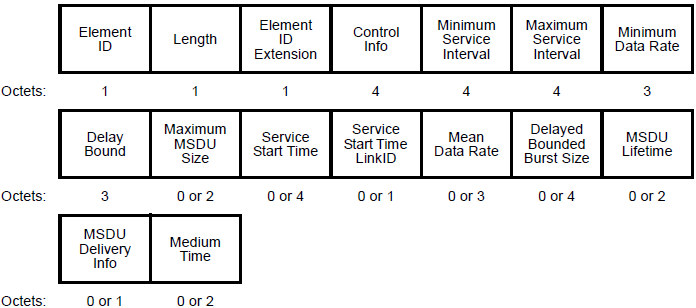 Element ID Length Element ID Extension Control Info Minimum Service Interval Maximum Service Interval Minimum Data Rate
Octets: 1 1 1 4 4 4 3
Delay Bound Maximum MSDU Size Service Start Time Service Start Time LinkID Mean Data Rate Delayed Bounded Burst Size MSDU Lifetime
Octets: 3 0 or 2 0 or 4 0 or 1 0 or 3 0 or 4 0 or 2
MSDU Delivery Info Medium Time
Octets: 0 or 1 0 or 2